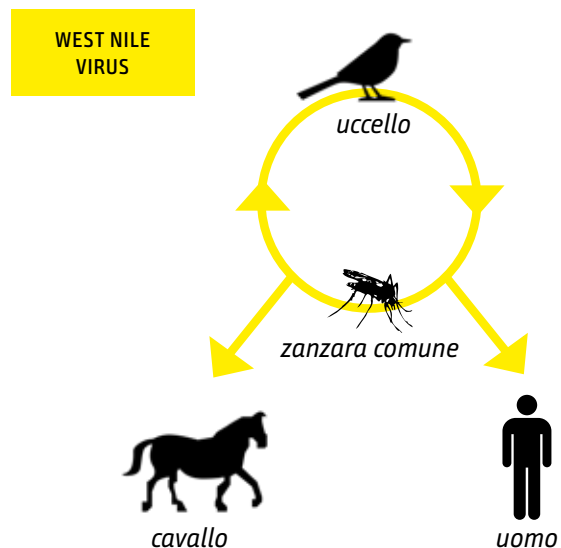 WEST NILE
VIRUS
uccello
zanzara comune
cavallo
uomo